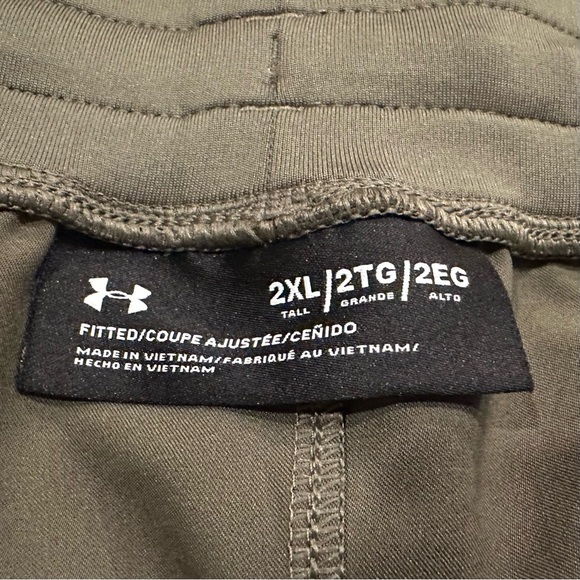 2XL/2TG/2EG
TALL GRANDE ALTO
FITTED/COUPE AJUSTÉE/CEÑIDO
MADE IN VIETNAM/FABRIQUÉ AU VIETNAM/
HECHO EN VIETNAM